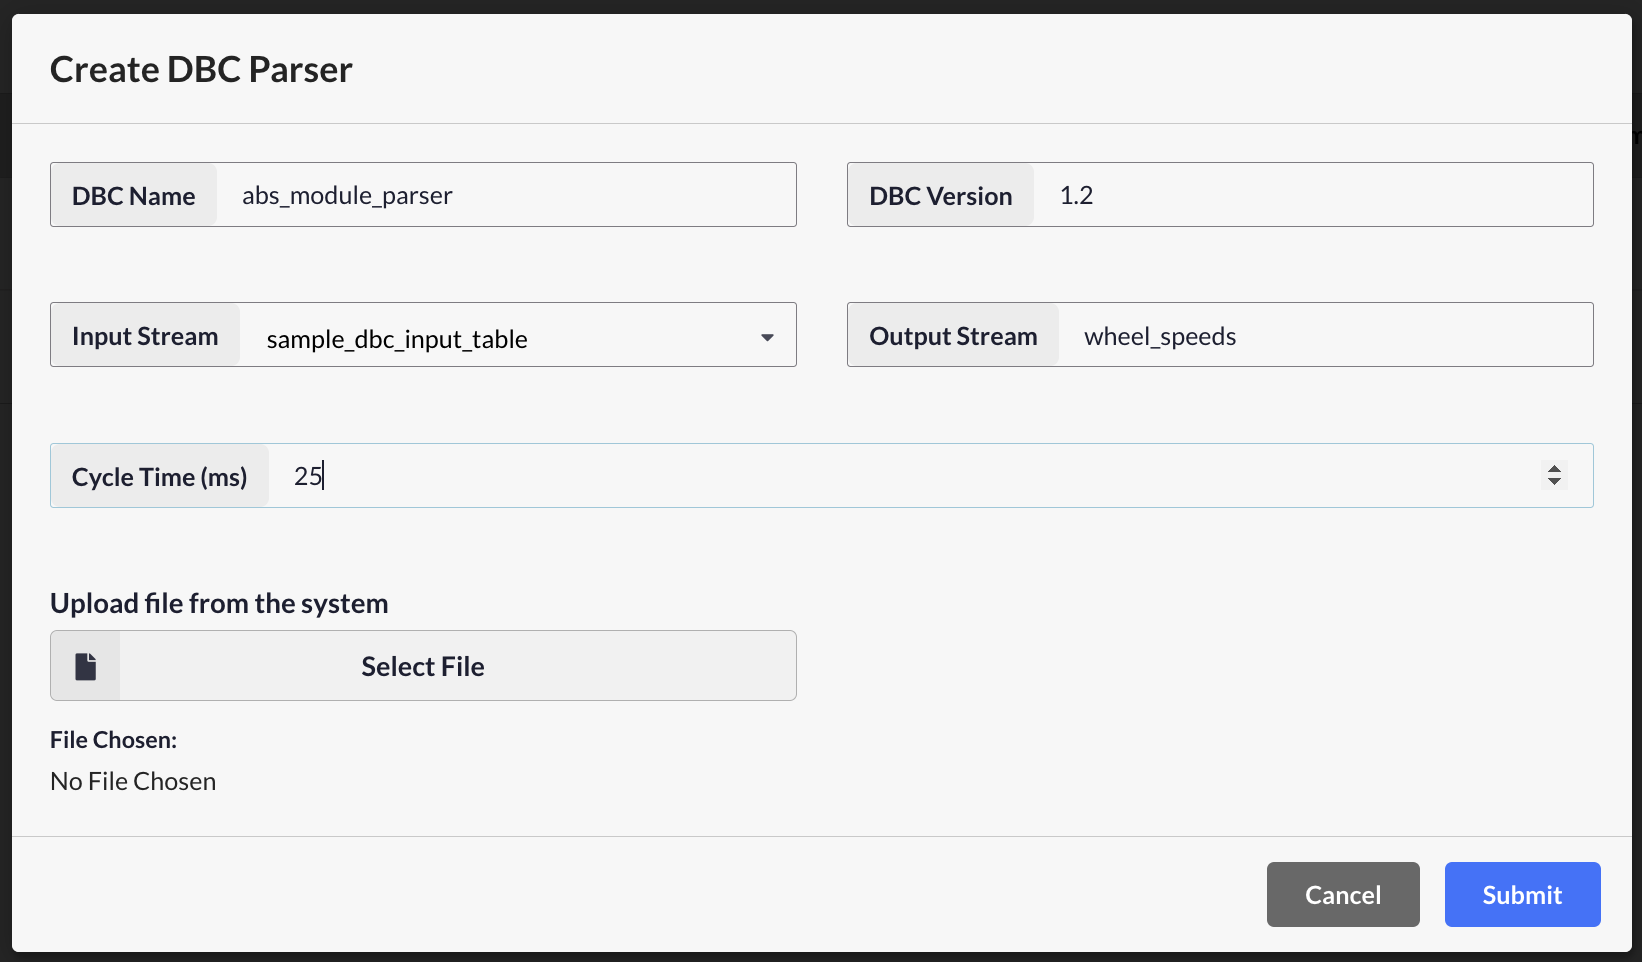 Create DBC Parser
DBC Name abs_module_parser
DBC Version 1.2
Input Stream sample_dbc_input_table
Output Stream wheel_speeds
Cycle Time (ms) 25
Upload file from the system
Select File
File Chosen:
No File Chosen
Cancel Submit